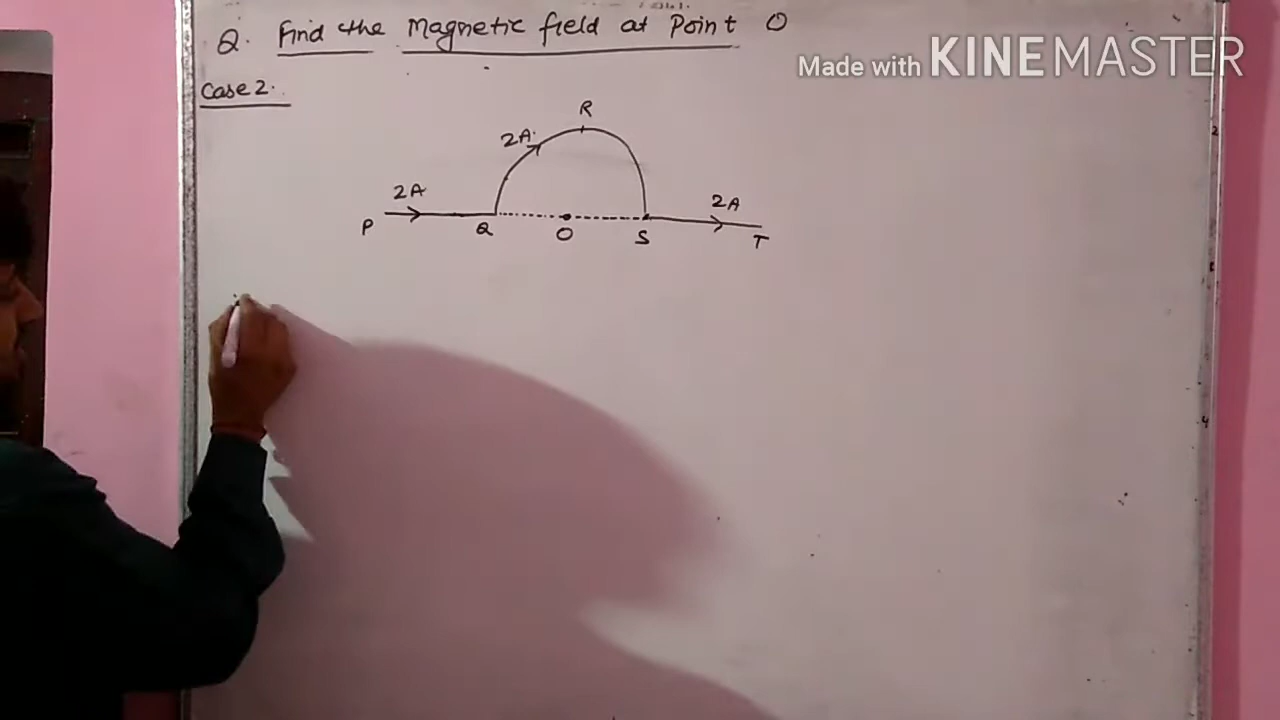 Q. Find the Magnetic field at Point O
Made with KINEMASTER
Case 2.
R
2A
2A
2A
P
Q
O
S
T